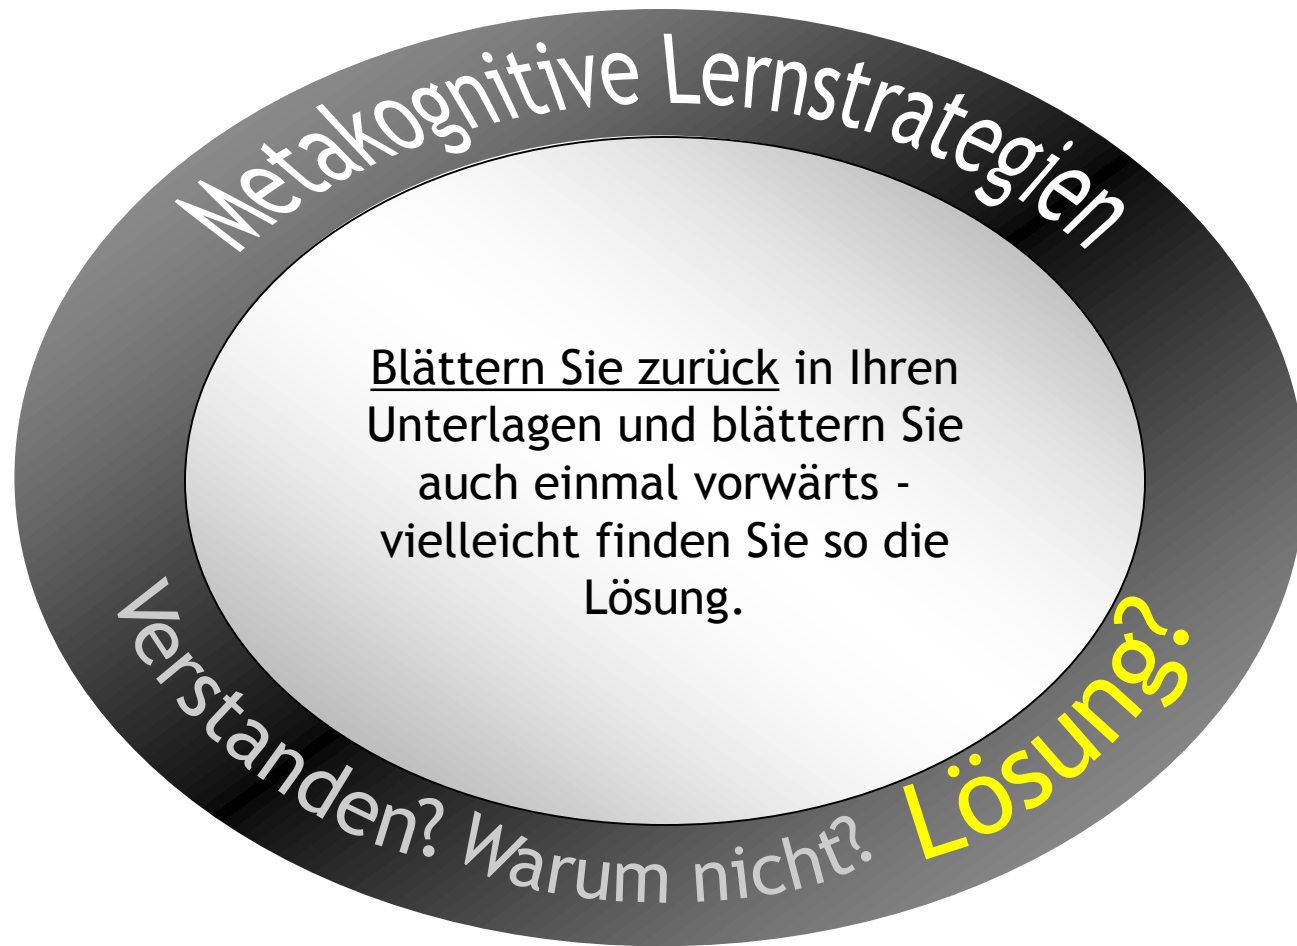 Metakognitive Lernstrategien
Blättern Sie zurück in Ihren
Unterlagen und blättern Sie
auch einmal vorwärts -
vielleicht finden Sie so die
Lösung.
Verstanden? Warum nicht? Lösung?